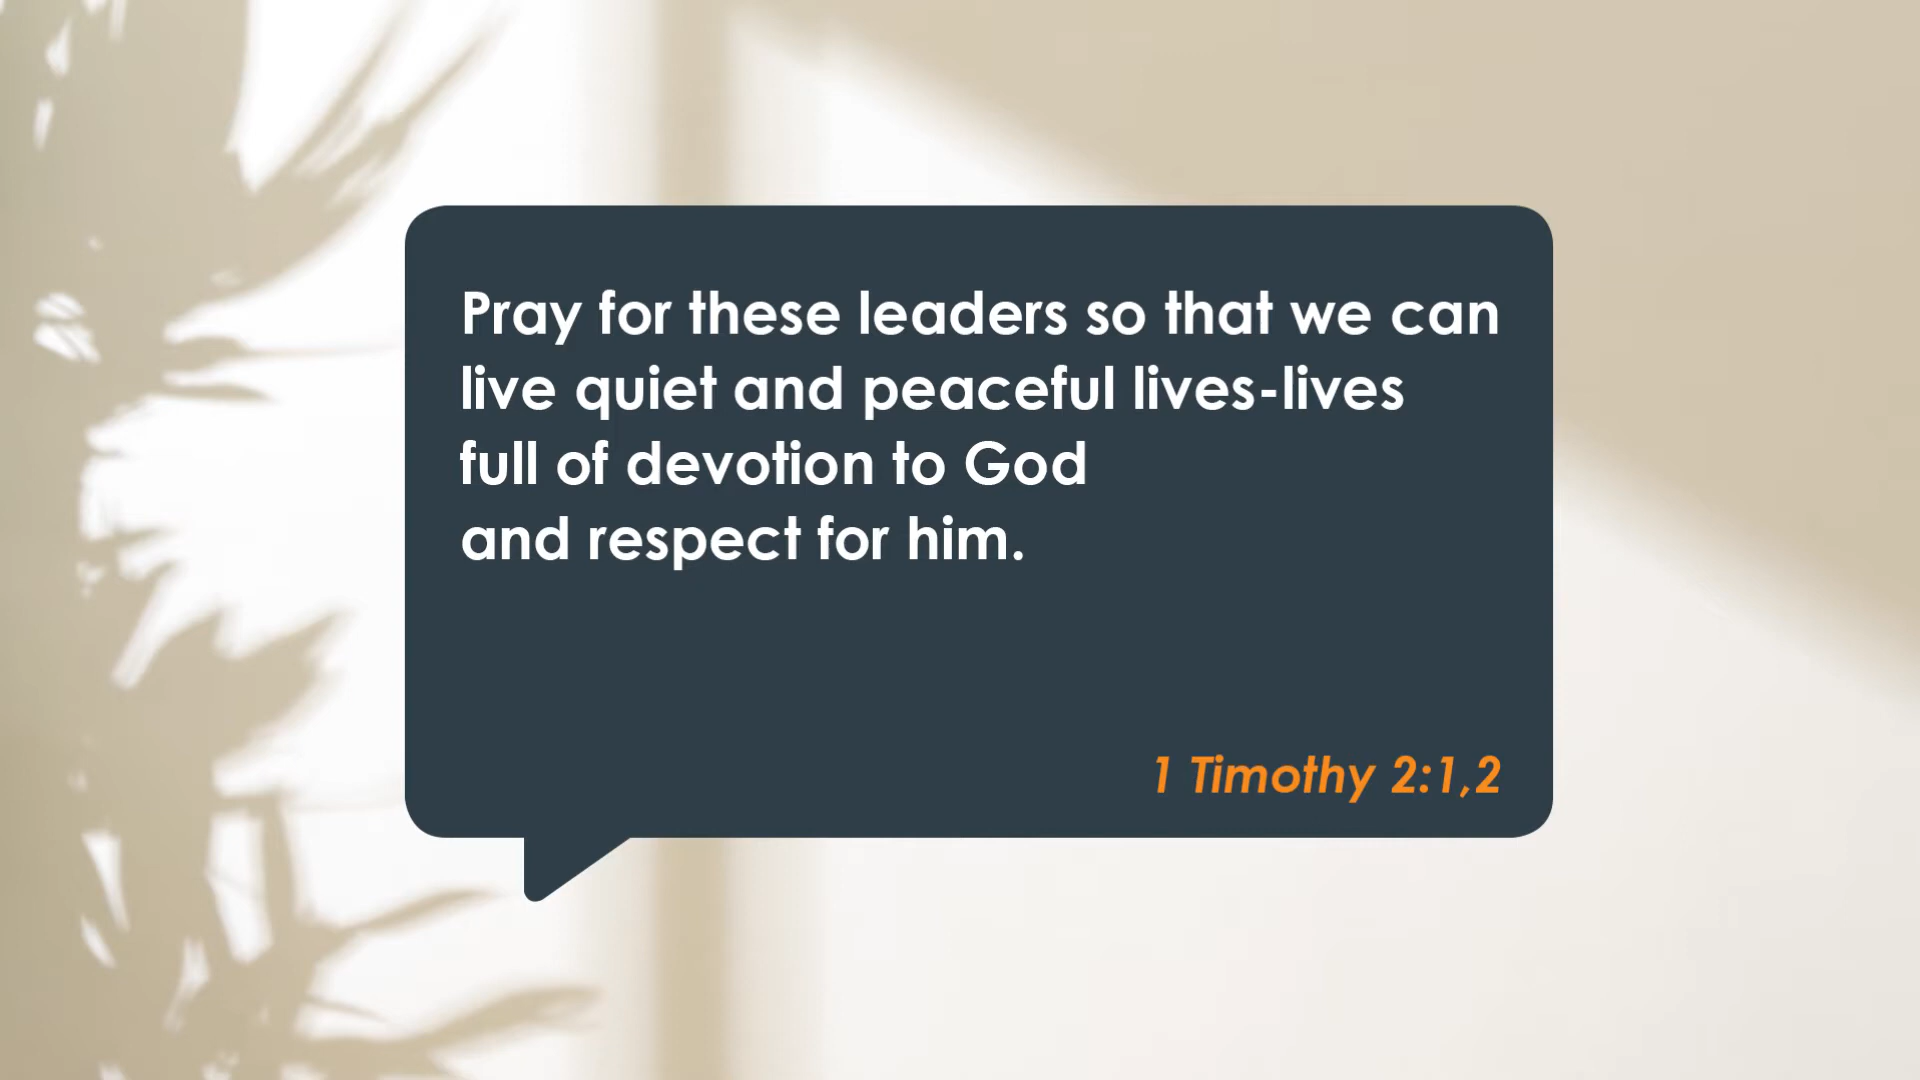 Pray for these leaders so that we can
live quiet and peaceful lives-lives
full of devotion to God
and respect for him.
1 Timothy 2:1,2